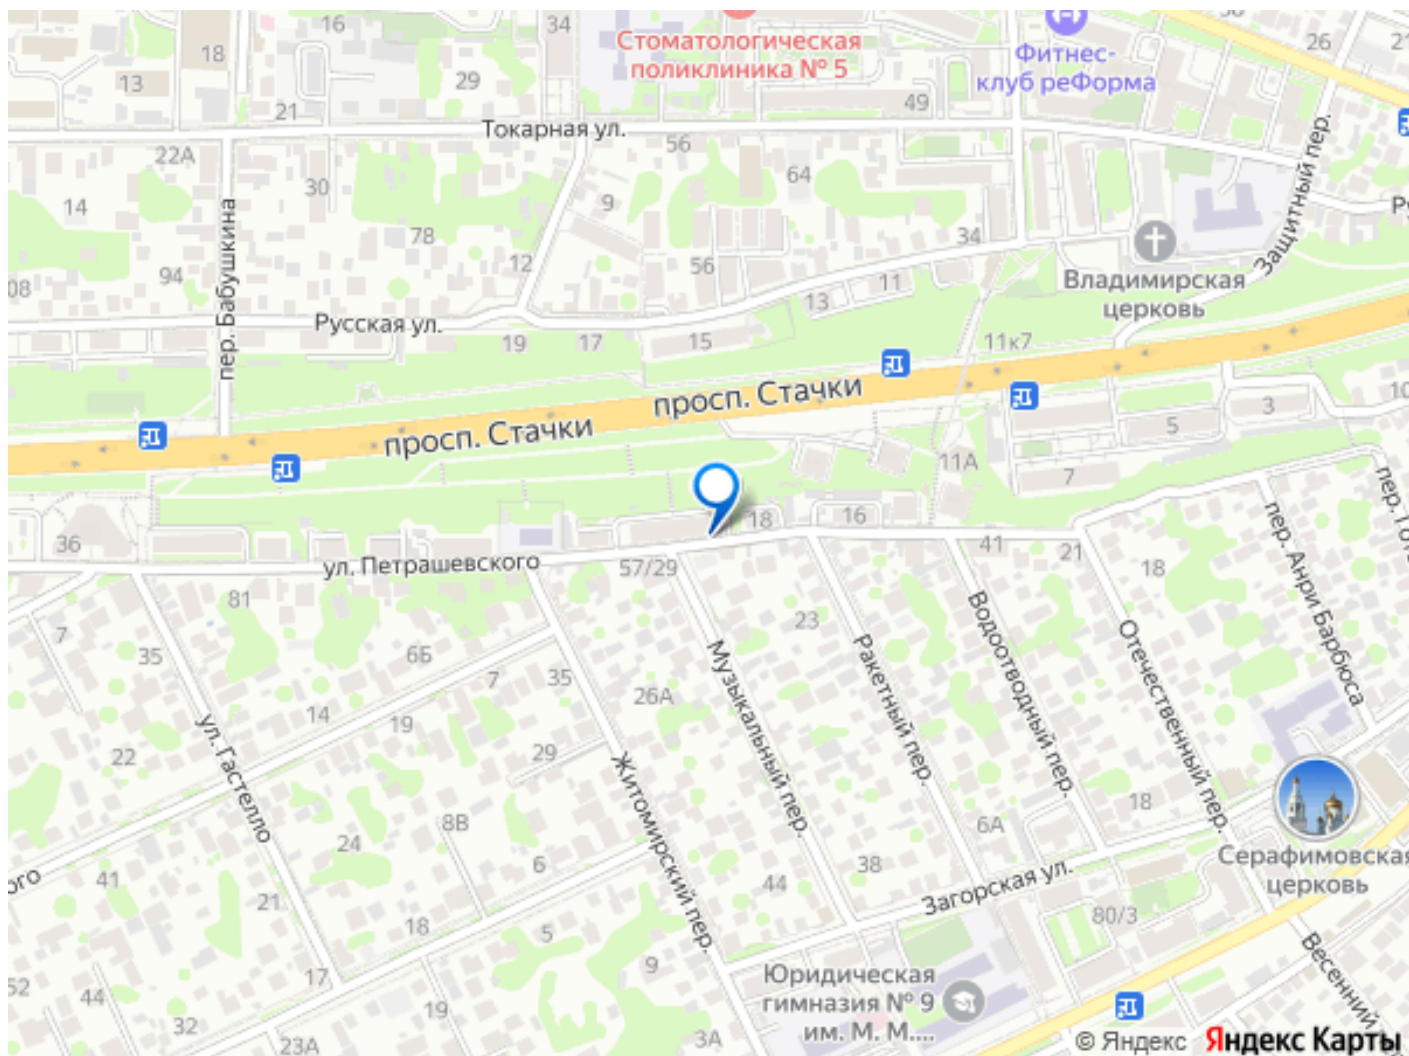 16
34
Стоматологическая
поликлиника № 5
Фитнес-
клуб реФорма
26
18
13
29
21
49
Токарная ул.
56
22А
30
64
14
9
78
34
пер. Бабушкина
Защитный пер.
94
12
56
11
13
Владимирская
церковь
Русская ул.
19
17
15
11к7
просп. Стачки
просп. Стачки
3
5
11А
7
пер. Анри Барбюса
36
18
16
ул. Петрашевского
57/29
41
21
18
81
7
35
6Б
7
35
23
26А
Музыкальный пер.
Ракетный пер.
Водоотводный пер.
Отечественный пер.
14
19
22
29
ул. Гастелло
Житомирский пер.
24
8В
6
6А
18
38
44
41
21
18
5
Загорская ул.
80/3
Серафимовская
церковь
17
9
44
19
32
23А
3А
Юридическая
гимназия № 9
им. М. М....
52
Весенний
© Яндекс Яндекс Карты